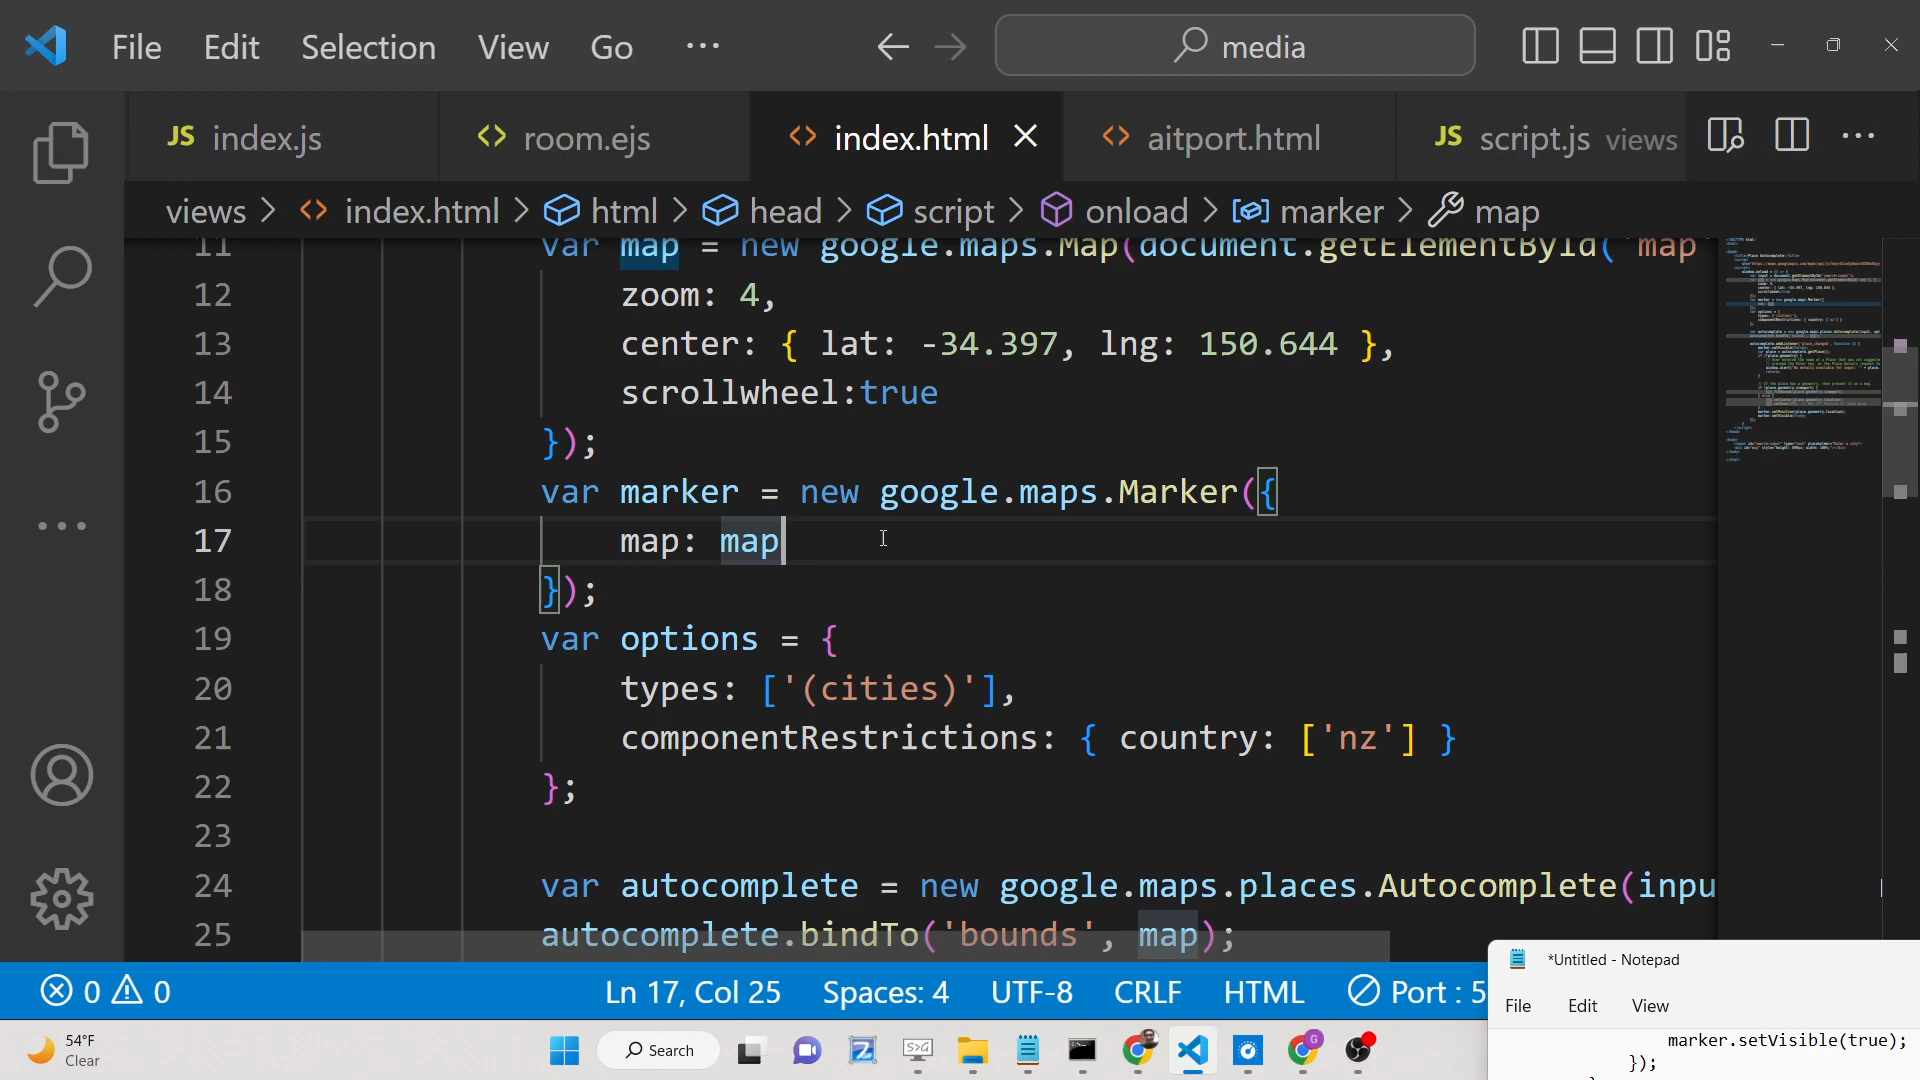 File Edit Selection View Go ··· media
JS index.js <> room.ejs <> index.html <> aitport.html JS script.js views ···
views > <> index.html > html > head > script > onload > marker > map
11 var map = new google.maps.Map(document.getElementById('map'
12 zoom: 4,
13 center: { lat: -34.397, lng: 150.644 },
14 scrollwheel:true
15 });
16 var marker = new google.maps.Marker({
17 map: map
18 });
19 var options = {
20 types: ['(cities)'],
21 componentRestrictions: { country: ['nz'] }
22 };
23
24 var autocomplete = new google.maps.places.Autocomplete(inpu
25 autocomplete.bindTo('bounds', map);
0 0 Ln 17, Col 25 Spaces: 4 UTF-8 CRLF HTML Port : 5
*Untitled - Notepad
File Edit View
marker.setVisible(true);
});
54°F
Clear
Search